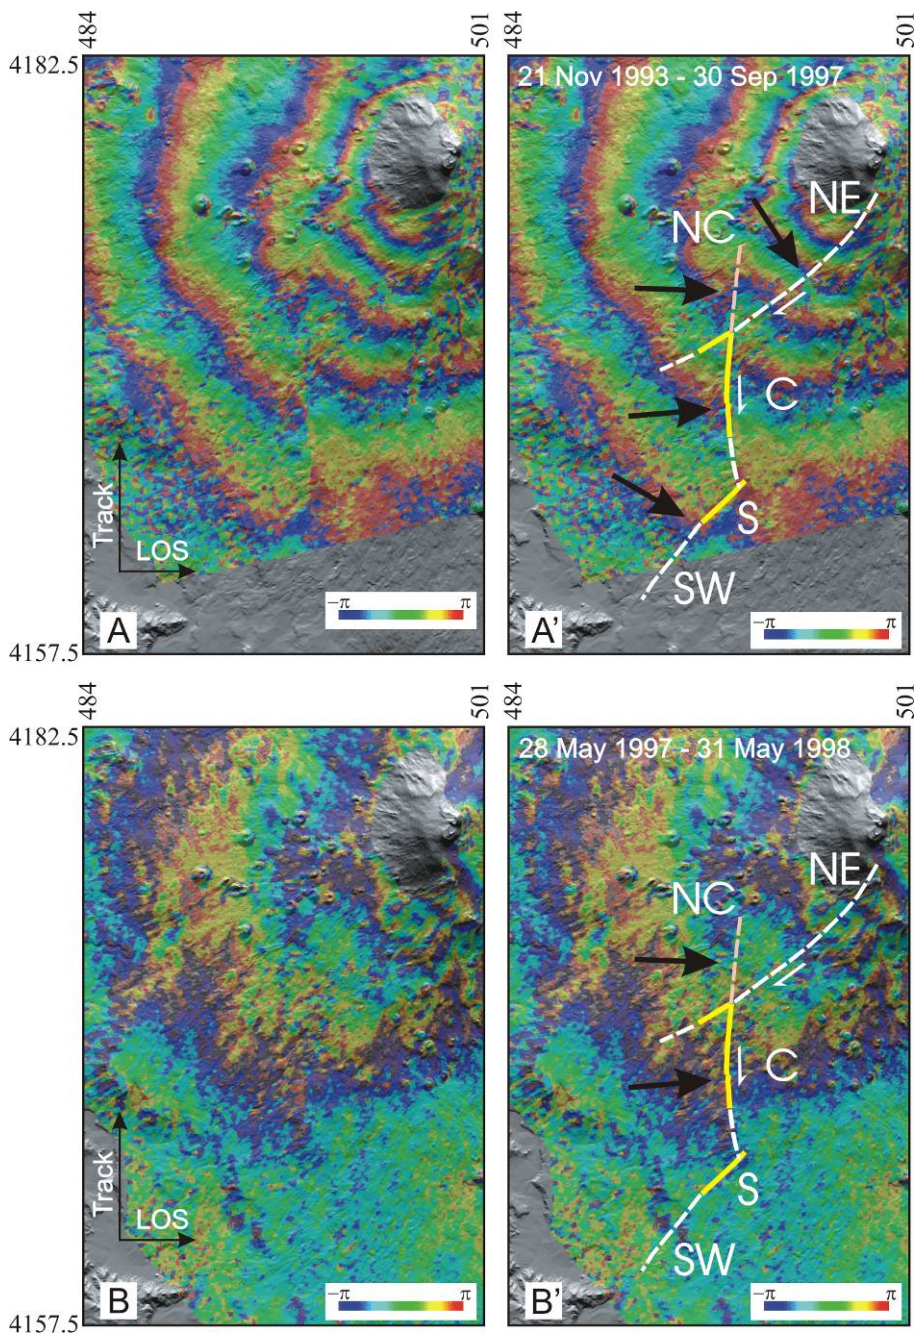 484
501
484
501
4182.5
21 Nov 1993 - 30 Sep 1997
NE
NC
C
Track
LOS
S
SW
−π
π
−π
π
A
A'
4157.5
484
501
484
501
4182.5
28 May 1997 - 31 May 1998
NE
NC
C
Track
LOS
S
SW
−π
π
−π
π
B
B'
4157.5